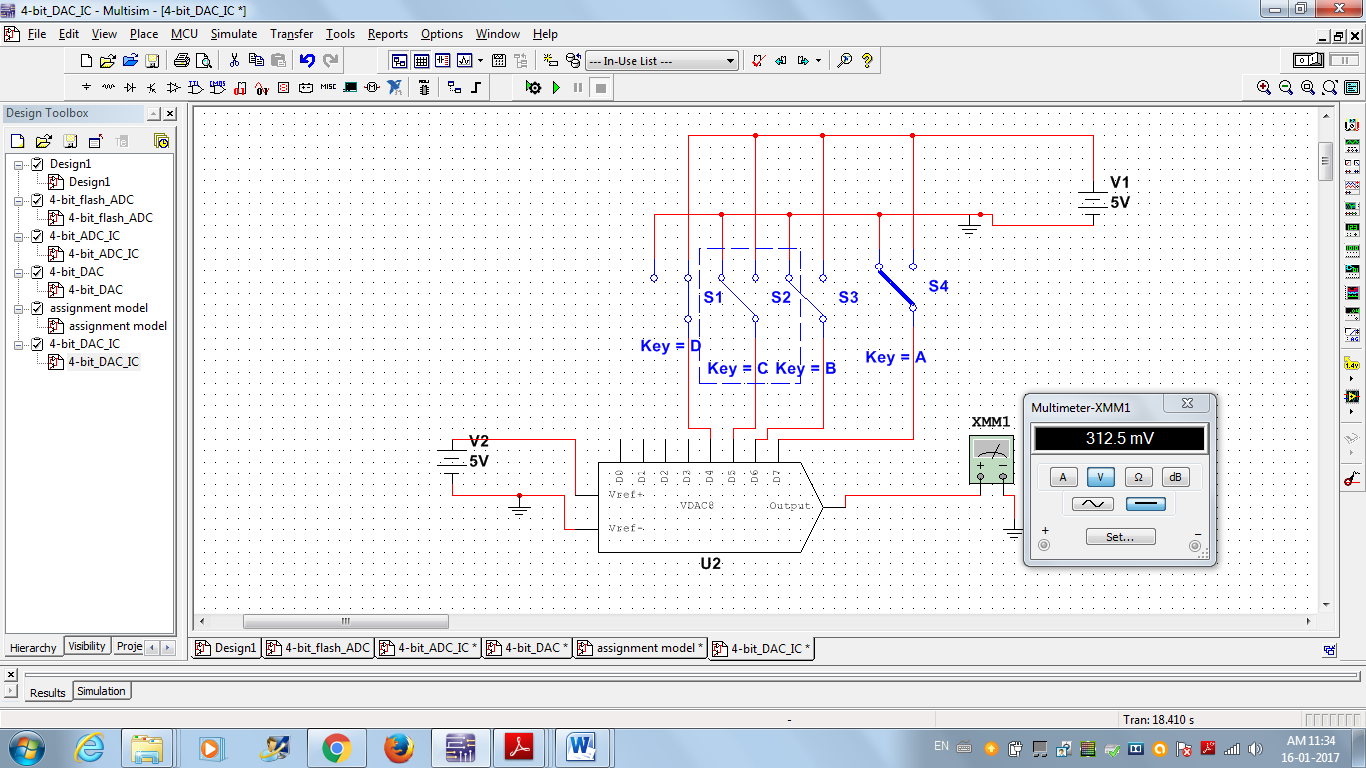 4-bit_DAC_IC - Multisim - [4-bit_DAC_IC *]
File Edit View Place MCU Simulate Transfer Tools Reports Options Window Help
--- In-Use List ---
MISC
Design Toolbox
Design1
Design1
4-bit_flash_ADC
4-bit_flash_ADC
4-bit_ADC_IC
4-bit_ADC_IC
4-bit_DAC
4-bit_DAC
assignment model
assignment model
4-bit_DAC_IC
4-bit_DAC_IC
Hierarchy Visibility Proje
V1
5V
S1 S2 S3 S4
Key = D
Key = C Key = B
Key = A
V2
5V
D0 D1 D2 D3 D4 D5 D6 D7
Vref+
VDAC8
Output
Vref-
U2
XMM1
Multimeter-XMM1
312.5 mV
A V Ω dB
Set...
+ -
Design1 4-bit_flash_ADC 4-bit_ADC_IC * 4-bit_DAC * assignment model * 4-bit_DAC_IC *
Results Simulation
- Tran: 18.410 s
EN
AM 11:34
16-01-2017